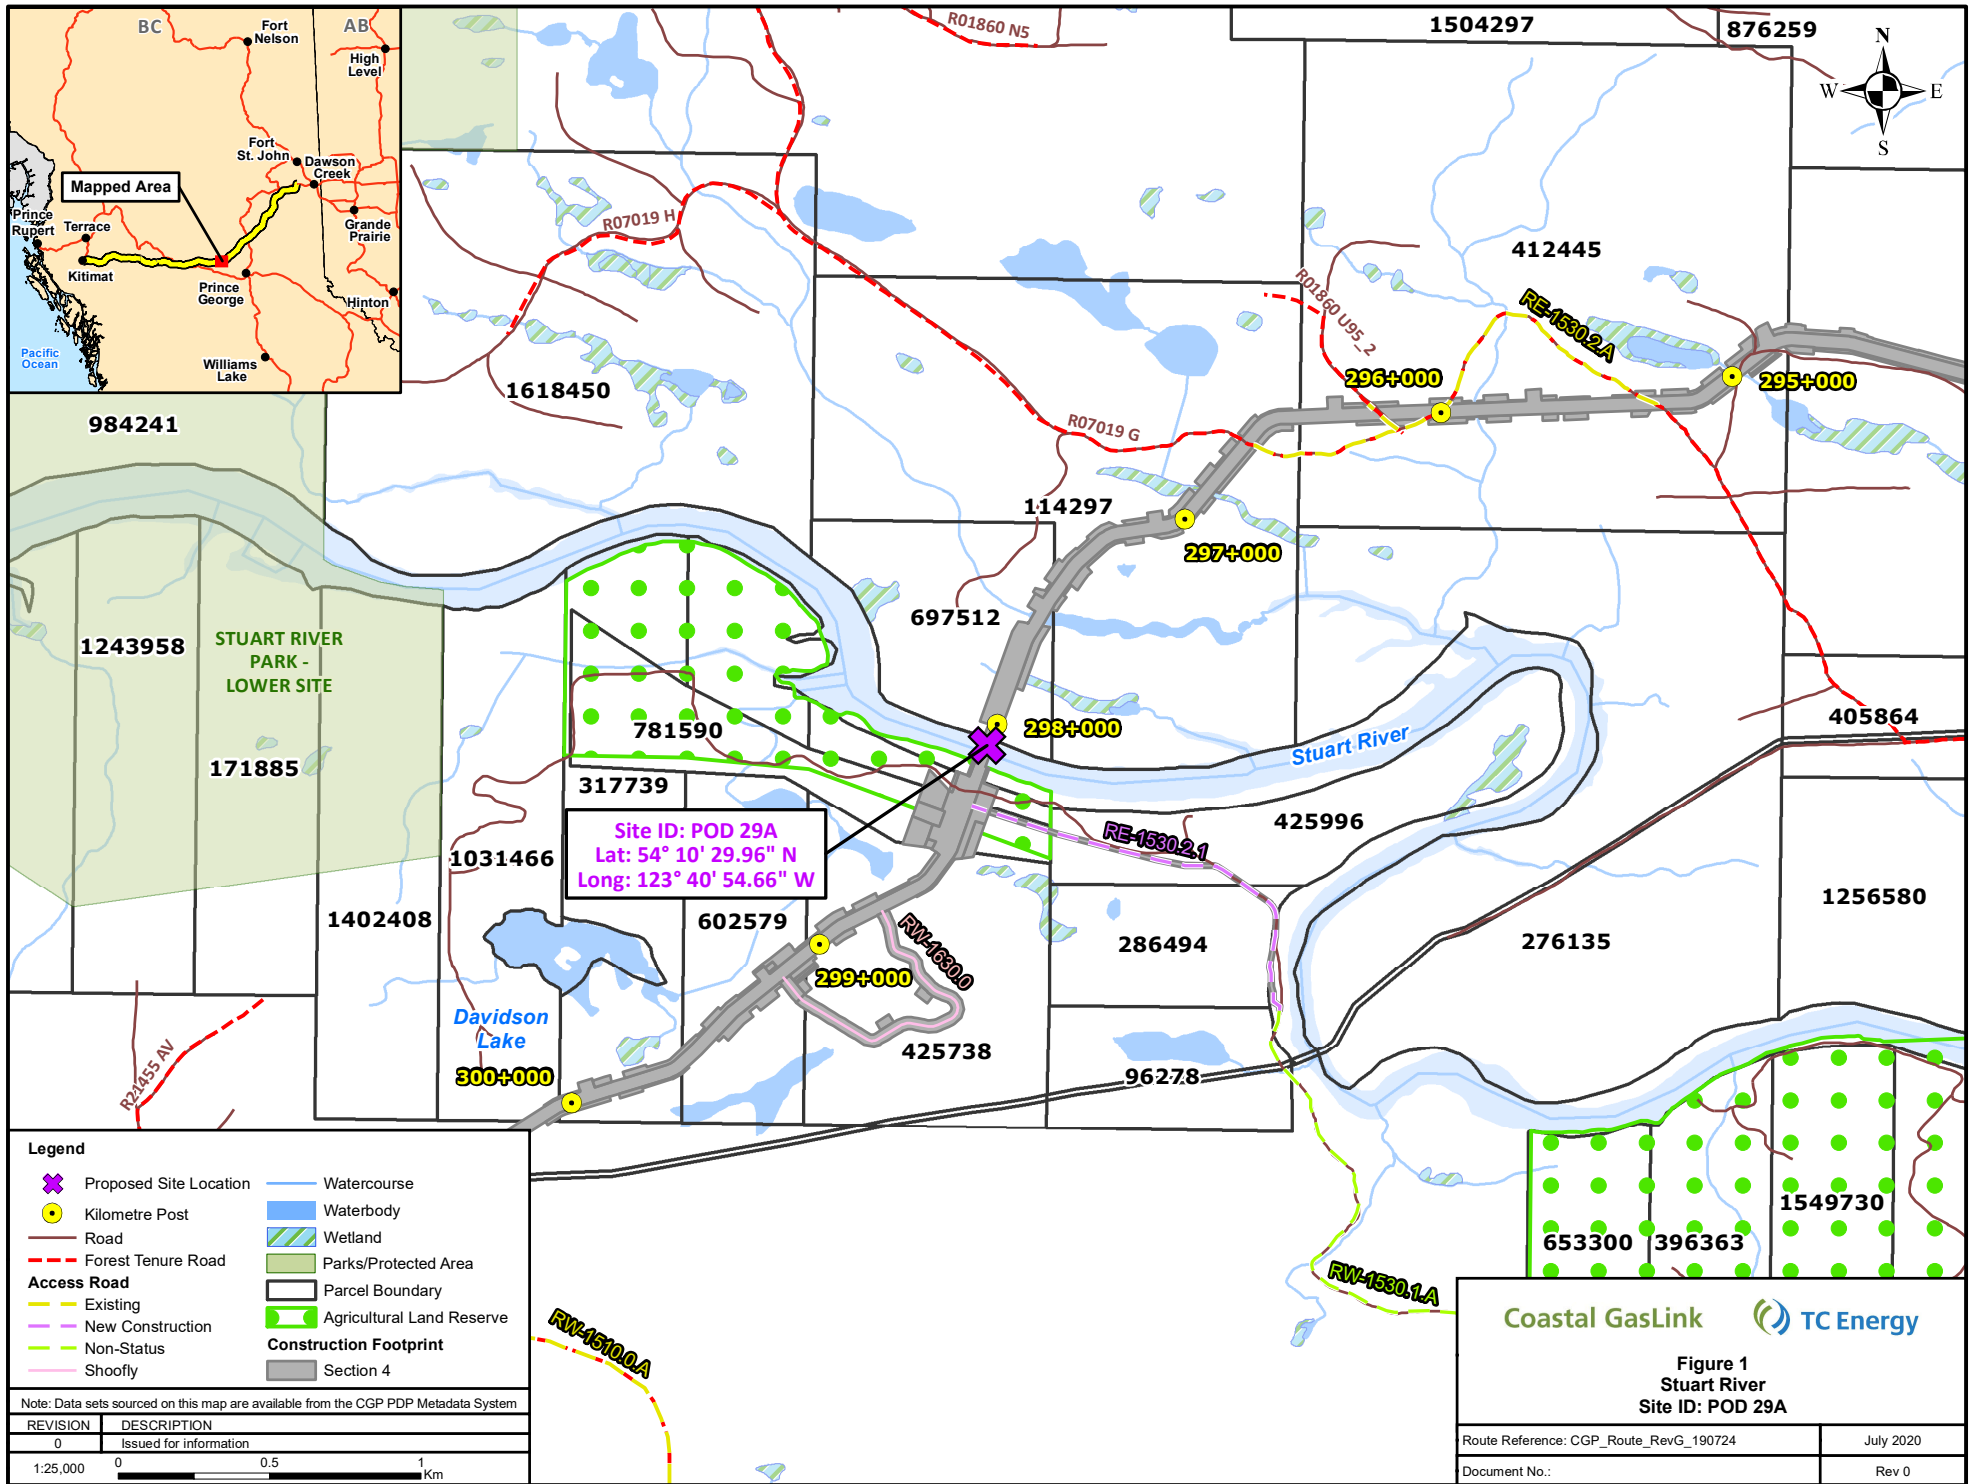 BC
AB
Fort
Nelson
High
Level
Fort
St. John
Dawson
Creek
Mapped Area
Prince
Rupert
Terrace
Kitimat
Grande
Prairie
Prince
George
Hinton
Williams
Lake
Pacific
Ocean
R01860 N5
1504297
876259
N
W
E
S
R07019 H
412445
R01860 U95_2
RE-1530.2.A
296+000
295+000
1618450
984241
R07019 G
114297
297+000
697512
1243958
STUART RIVER
PARK -
LOWER SITE
171885
781590
298+000
405864
Stuart River
317739
425996
Site ID: POD 29A
Lat: 54° 10' 29.96" N
Long: 123° 40' 54.66" W
RE-1530.2.1
1031466
1402408
602579
1256580
286494
276135
RW-1630.0
299+000
Davidson
Lake
425738
300+000
96278
R21455 AV
1549730
653300
396363
RW-1530.1.A
RW-1510.0.A
Legend
Proposed Site Location
Kilometre Post
Road
Forest Tenure Road
Access Road
Existing
New Construction
Non-Status
Shoofly
Watercourse
Waterbody
Wetland
Parks/Protected Area
Parcel Boundary
Agricultural Land Reserve
Construction Footprint
Section 4
Note: Data sets sourced on this map are available from the CGP PDP Metadata System
REVISION DESCRIPTION
0 Issued for information
1:25,000
0 0.5 1
Km
Coastal GasLink
TC Energy
Figure 1
Stuart River
Site ID: POD 29A
Route Reference: CGP_Route_RevG_190724
July 2020
Document No.:
Rev 0